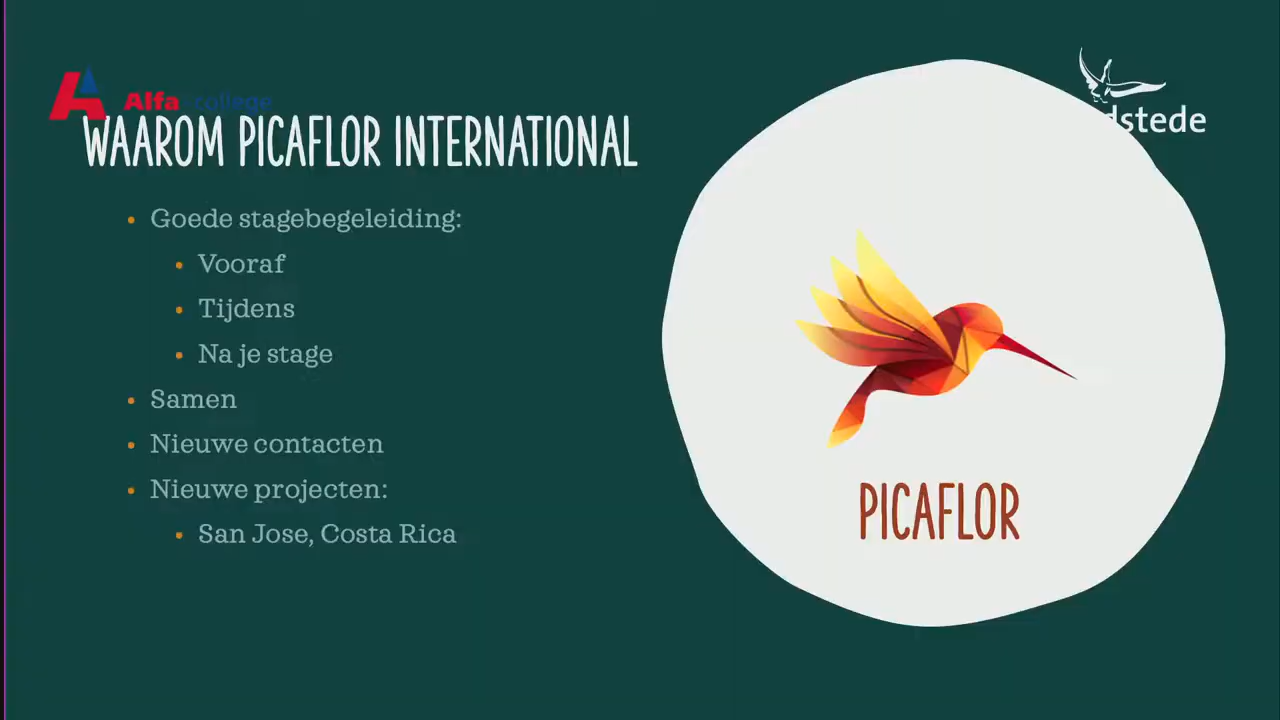 Alfa college
WAAROM PICAFLOR INTERNATIONAL
Goede stagebegeleiding:
Vooraf
Tijdens
Na je stage
Samen
Nieuwe contacten
Nieuwe projecten:
San Jose, Costa Rica
dstede
PICAFLOR